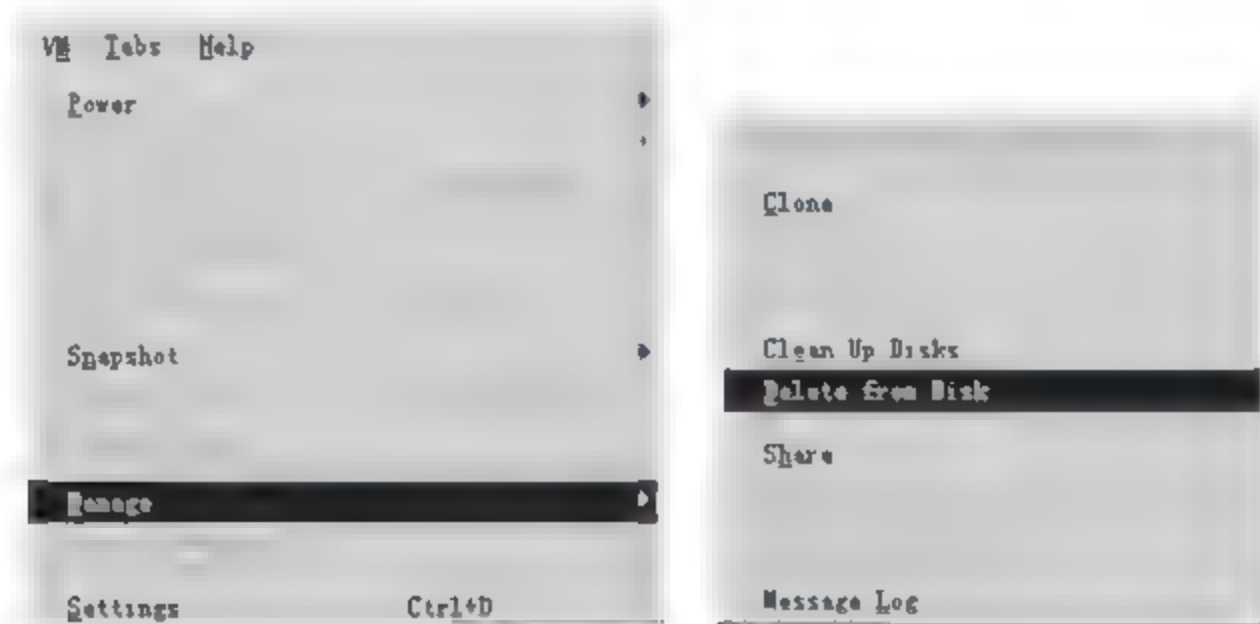 VM Tabs Help
Power
Snapshot
Manage
Settings Ctrl+D
Clone
Clean Up Disks
Delete from Disk
Share
Message Log